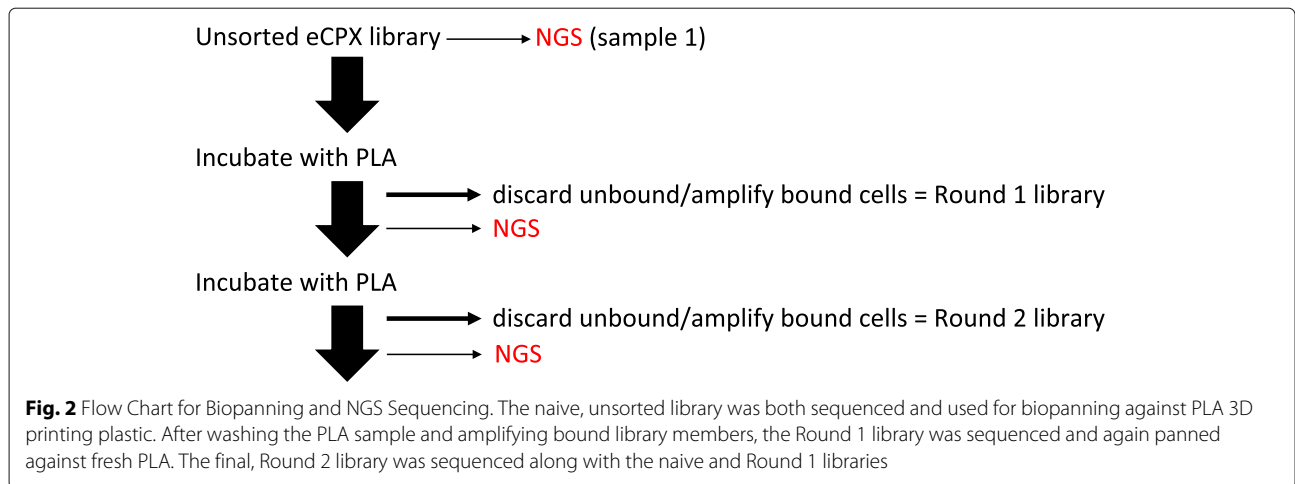 Unsorted eCPX library NGS (sample 1)
Incubate with PLA
discard unbound/amplify bound cells = Round 1 library
NGS
Incubate with PLA
discard unbound/amplify bound cells = Round 2 library
NGS
Fig. 2 Flow Chart for Biopanning and NGS Sequencing. The naive, unsorted library was both sequenced and used for biopanning against PLA 3D
printing plastic. After washing the PLA sample and amplifying bound library members, the Round 1 library was sequenced and again panned
against fresh PLA. The final, Round 2 library was sequenced along with the naive and Round 1 libraries